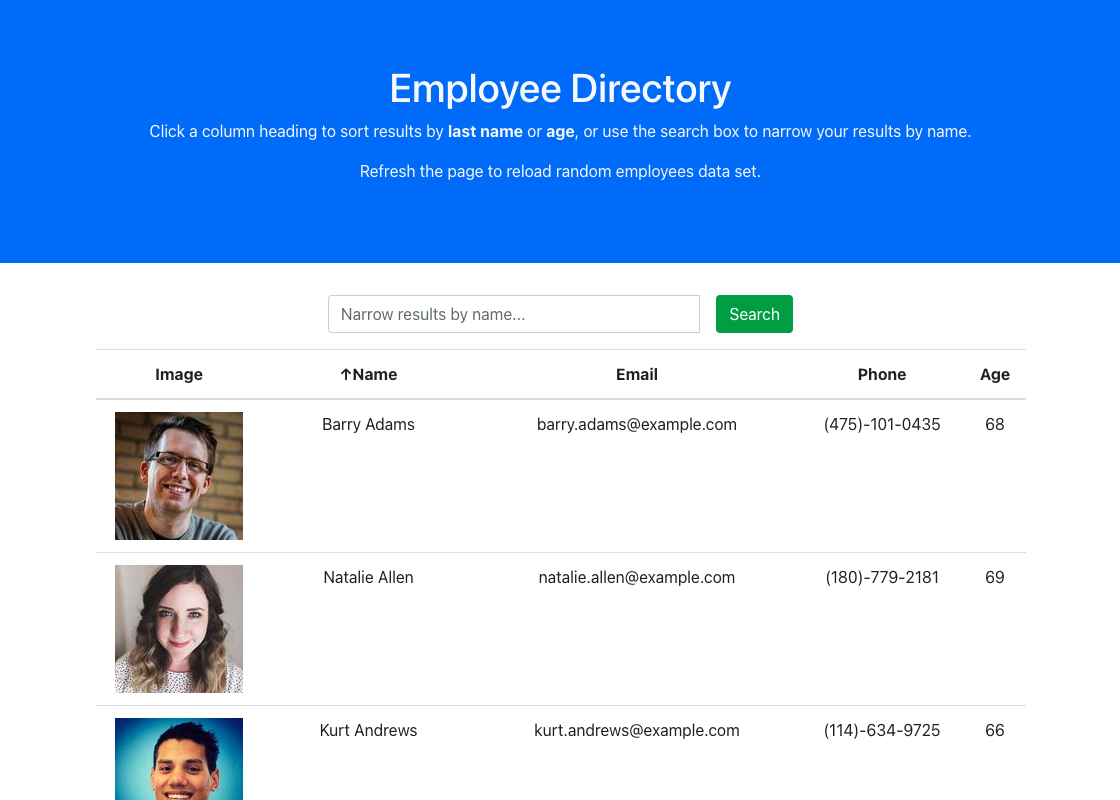 Employee Directory
Click a column heading to sort results by last name or age, or use the search box to narrow your results by name.
Refresh the page to reload random employees data set.
Narrow results by name...
Search
Image ↑Name Email Phone Age
Barry Adams barry.adams@example.com (475)-101-0435 68
Natalie Allen natalie.allen@example.com (180)-779-2181 69
Kurt Andrews kurt.andrews@example.com (114)-634-9725 66